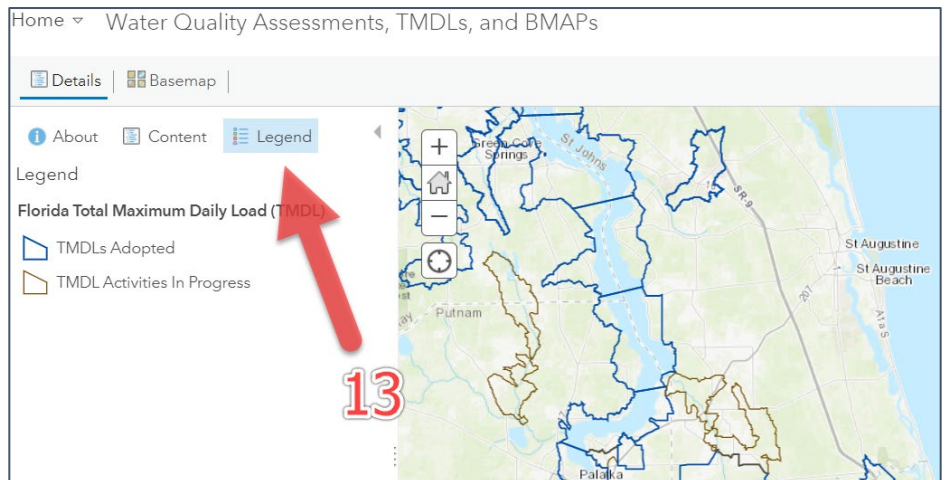 Home Water Quality Assessments, TMDLs, and BMAPs
Details Basemap
About Content Legend
Legend
Florida Total Maximum Daily Load (TMDL)
TMDLs Adopted
TMDL Activities In Progress
13
Green Cove
Springs
St Johns
SR-9
St Augustine
St Augustine
Beach
207
A1a S
Putnam
Palatka